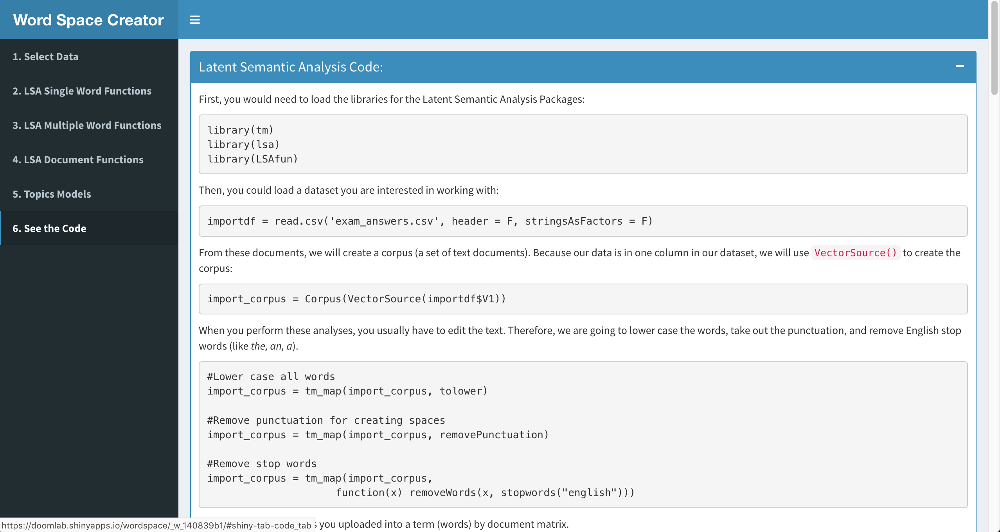 Word Space Creator
1. Select Data
2. LSA Single Word Functions
3. LSA Multiple Word Functions
4. LSA Document Functions
5. Topics Models
6. See the Code
Latent Semantic Analysis Code:
First, you would need to load the libraries for the Latent Semantic Analysis Packages:
library(tm)
library(lsa)
library(LSAfun)
Then, you could load a dataset you are interested in working with:
importdf = read.csv('exam_answers.csv', header = F, stringsAsFactors = F)
From these documents, we will create a corpus (a set of text documents). Because our data is in one column in our dataset, we will use VectorSource() to create the
corpus:
import_corpus = Corpus(VectorSource(importdf$V1))
When you perform these analyses, you usually have to edit the text. Therefore, we are going to lower case the words, take out the punctuation, and remove English stop
words (like the, an, a).
#Lower case all words
import_corpus = tm_map(import_corpus, tolower)
#Remove punctuation for creating spaces
import_corpus = tm_map(import_corpus, removePunctuation)
#Remove stop words
import_corpus = tm_map(import_corpus,
function(x) removeWords(x, stopwords("english")))
you uploaded into a term (words) by document matrix.
https://doomlab.shinyapps.io/wordspace/_w_140839b1/#shiny-tab-code_tab